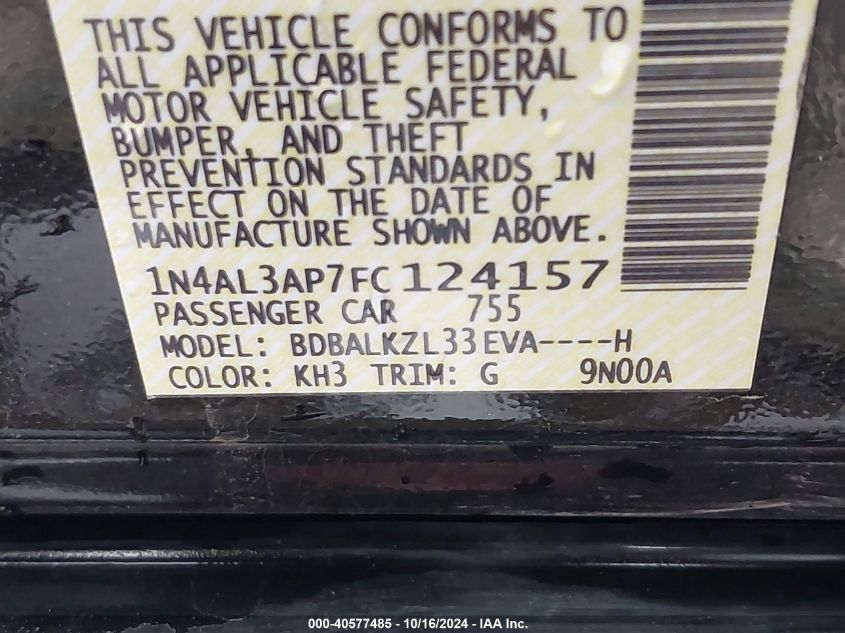 THIS VEHICLE CONFORMS TO
ALL APPLICABLE FEDERAL
MOTOR VEHICLE SAFETY,
BUMPER, AND THEFT
PREVENTION STANDARDS IN
EFFECT ON THE DATE OF
MANUFACTURE SHOWN ABOVE.
1N4AL3AP7FC124157
PASSENGER CAR 755
MODEL: BDBALKZL33EVA----H
COLOR: KH3 TRIM: G 9N00A
000-40577485 - 10/16/2024 - IAA Inc.